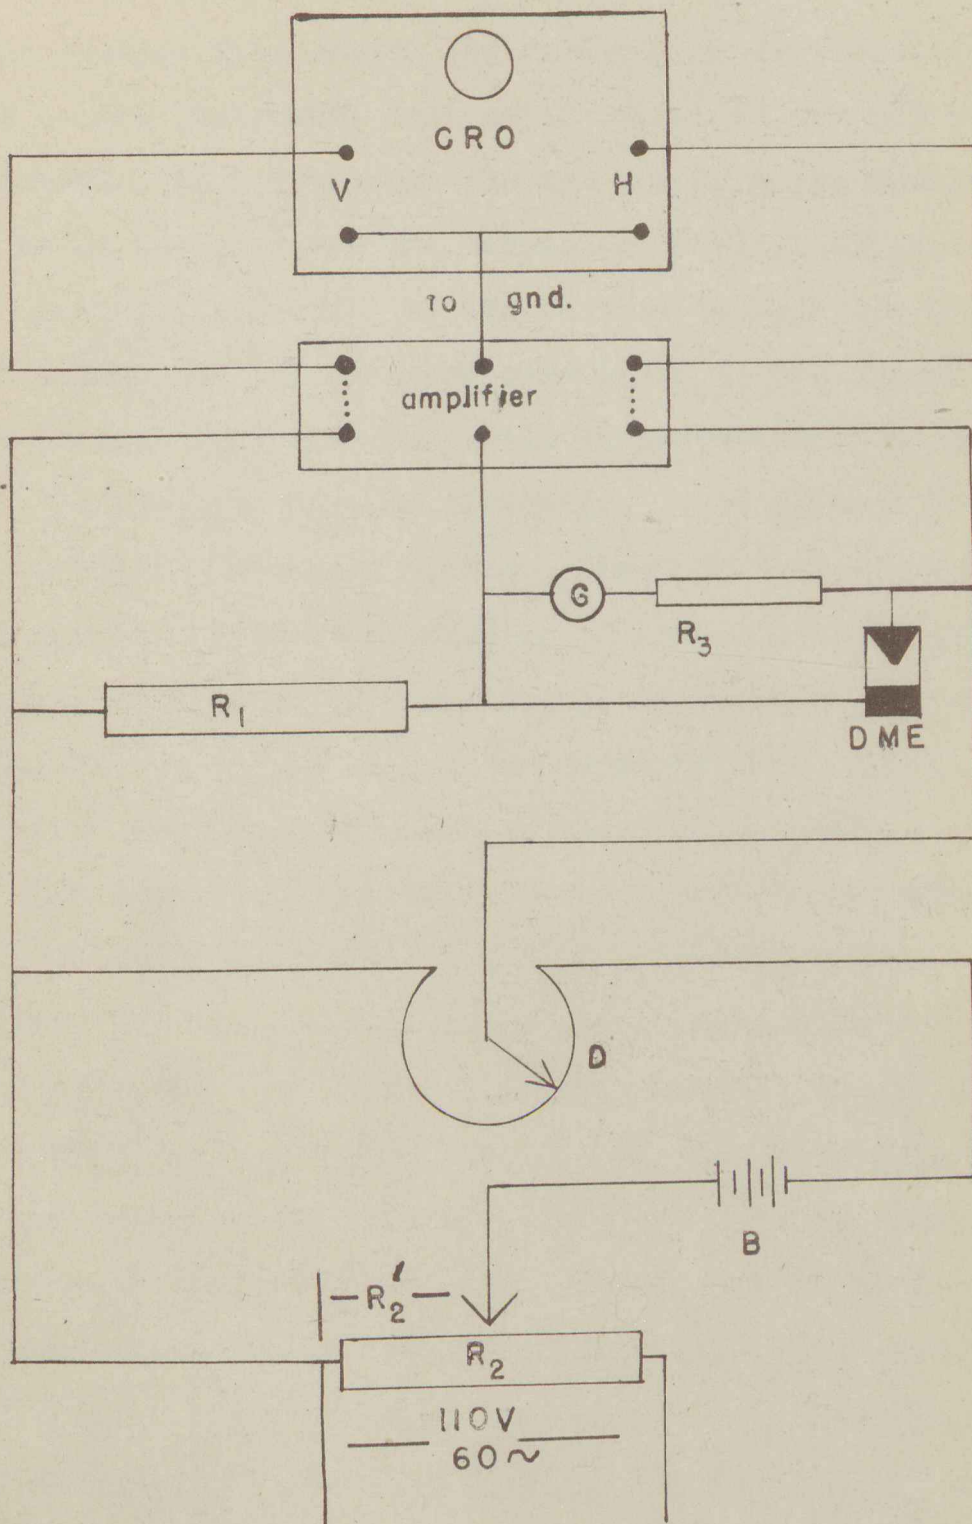 CRO
V H
TO gnd.
amplifier
G
R3
R1
DME
D
B
R2'
R2
110V
60~